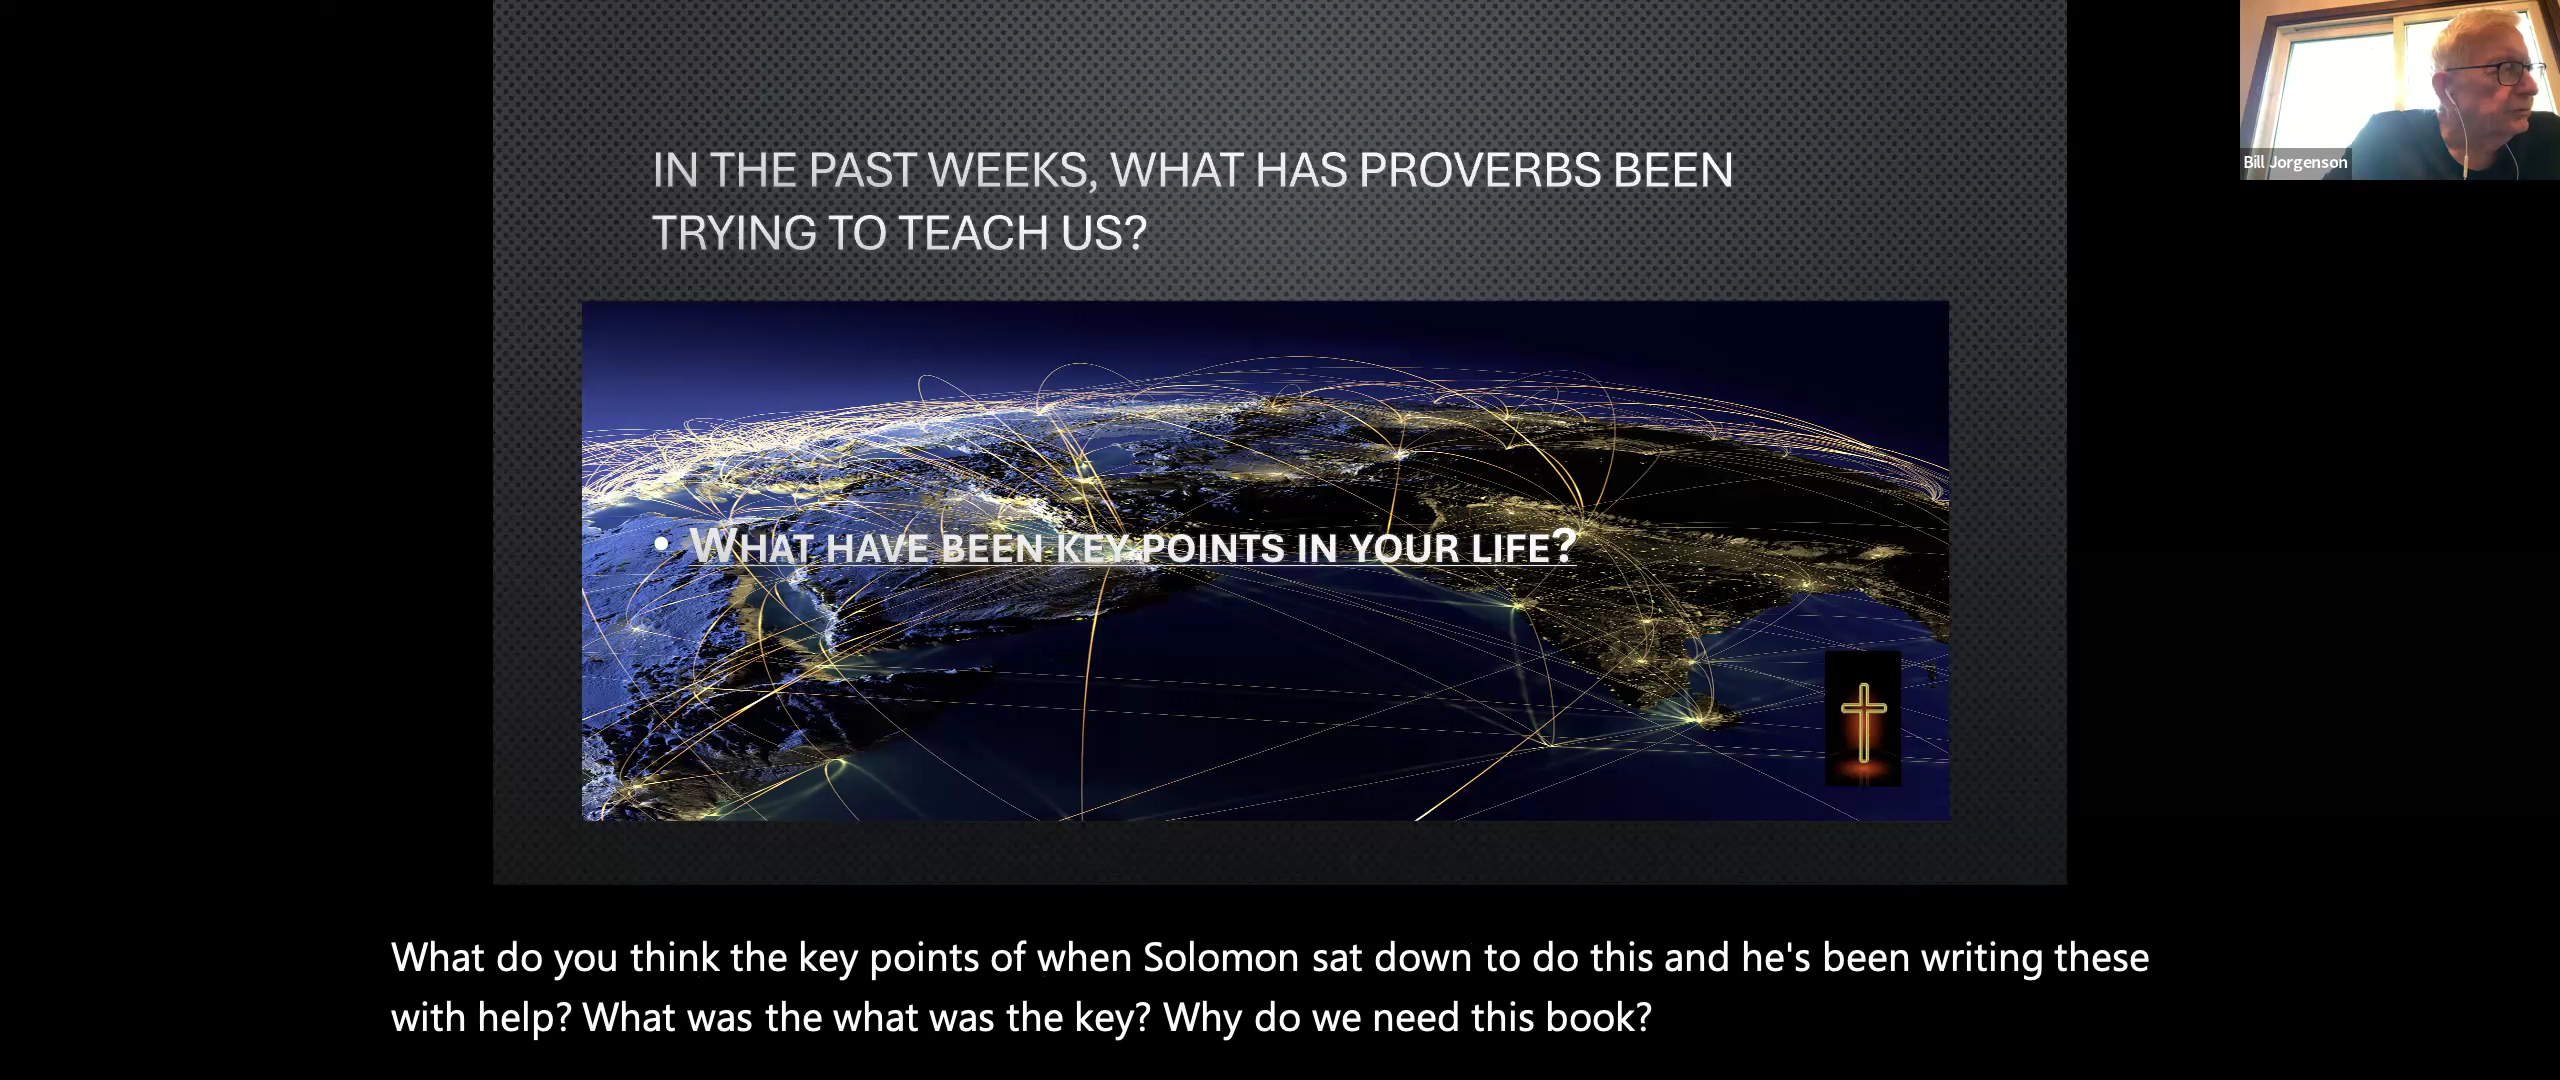 IN THE PAST WEEKS, WHAT HAS PROVERBS BEEN
TRYING TO TEACH US?
• WHAT HAVE BEEN KEY POINTS IN YOUR LIFE?
Bill Jorgenson
What do you think the key points of when Solomon sat down to do this and he's been writing these
with help? What was the what was the key? Why do we need this book?